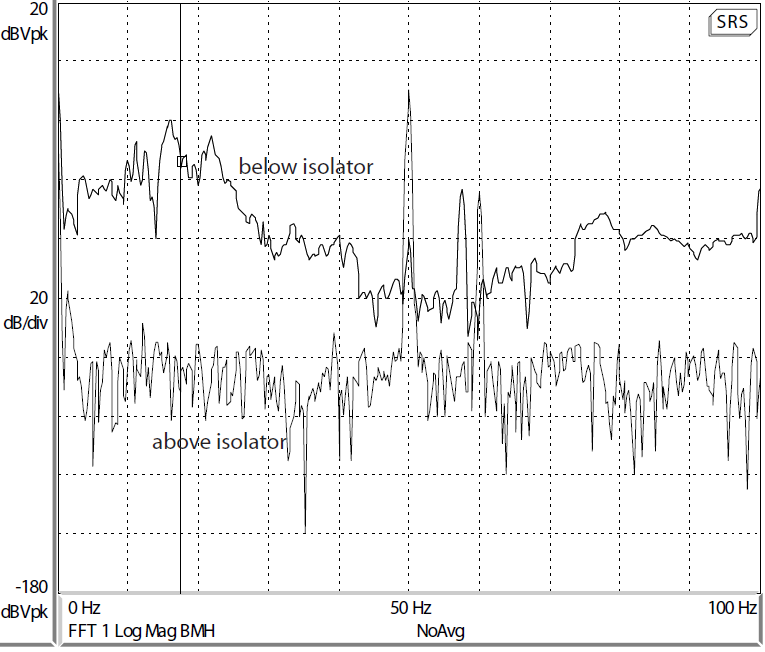 20
dBVpk
SRS
below isolator
20
dB/div
above isolator
-180
dBVpk
0 Hz
50 Hz
100 Hz
FFT 1 Log Mag BMH
NoAvg